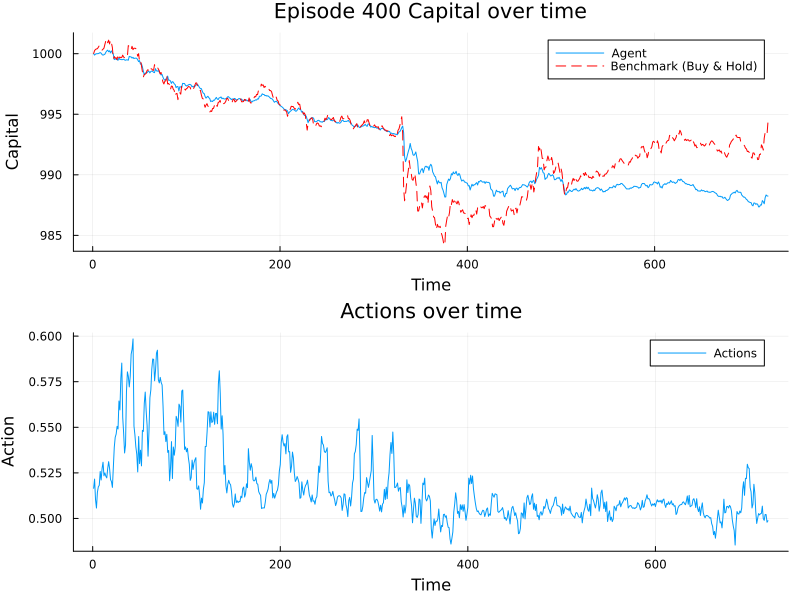 Episode 400 Capital over time
Capital
1000
995
990
985
Agent
Benchmark (Buy & Hold)
0
200
400
600
Time
Actions over time
Action
0.600
0.575
0.550
0.525
0.500
Actions
0
200
400
600
Time